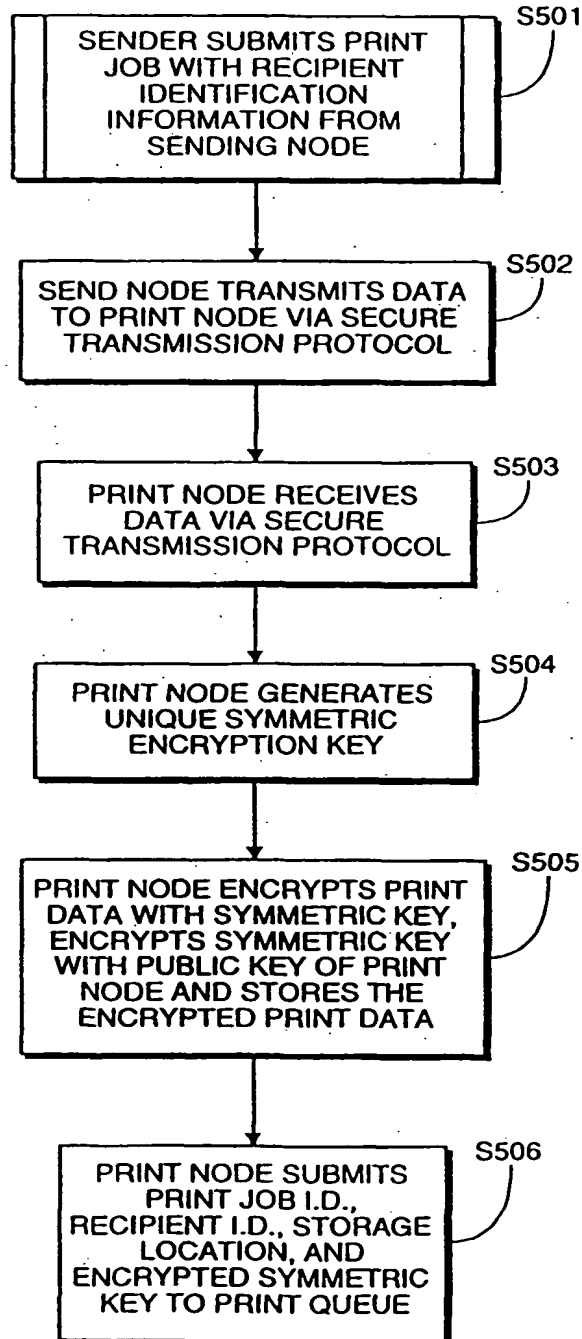 S501
SENDER SUBMITS PRINT
JOB WITH RECIPIENT
IDENTIFICATION
INFORMATION FROM
SENDING NODE
S502
SEND NODE TRANSMITS DATA
TO PRINT NODE VIA SECURE
TRANSMISSION PROTOCOL
S503
PRINT NODE RECEIVES
DATA VIA SECURE
TRANSMISSION PROTOCOL
S504
PRINT NODE GENERATES
UNIQUE SYMMETRIC
ENCRYPTION KEY
S505
PRINT NODE ENCRYPTS PRINT
DATA WITH SYMMETRIC KEY,
ENCRYPTS SYMMETRIC KEY
WITH PUBLIC KEY OF PRINT
NODE AND STORES THE
ENCRYPTED PRINT DATA
S506
PRINT NODE SUBMITS
PRINT JOB I.D.,
RECIPIENT I.D., STORAGE
LOCATION, AND
ENCRYPTED SYMMETRIC
KEY TO PRINT QUEUE